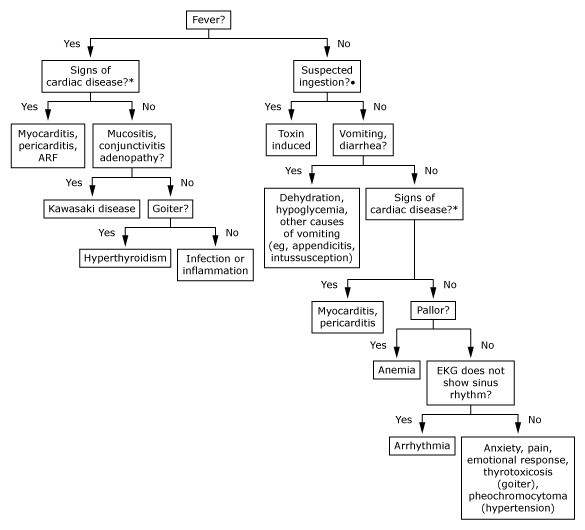 Fever?
Yes
No
Signs of
cardiac disease?*
Suspected
ingestion?•
Yes
No
Yes
No
Myocarditis,
pericarditis,
ARF
Mucositis,
conjunctivitis
adenopathy?
Toxin
induced
Vomiting,
diarrhea?
Yes
No
Yes
No
Kawasaki disease
Goiter?
Dehydration,
hypoglycemia,
other causes
of vomiting
(eg, appendicitis,
intussusception)
Signs of
cardiac disease?*
Yes
No
Hyperthyroidism
Infection or
inflammation
Yes
No
Myocarditis,
pericarditis
Pallor?
Yes
No
Anemia
EKG does not
show sinus
rhythm?
Yes
No
Arrhythmia
Anxiety, pain,
emotional response,
thyrotoxicosis
(goiter),
pheochromocytoma
(hypertension)